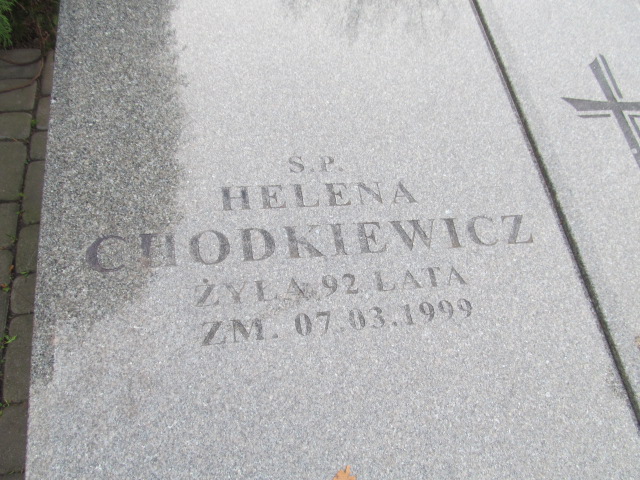 S.P.
HELENA
CHODKIEWICZ
ŻYŁA 92 LATA
ZM. 07.03.1999